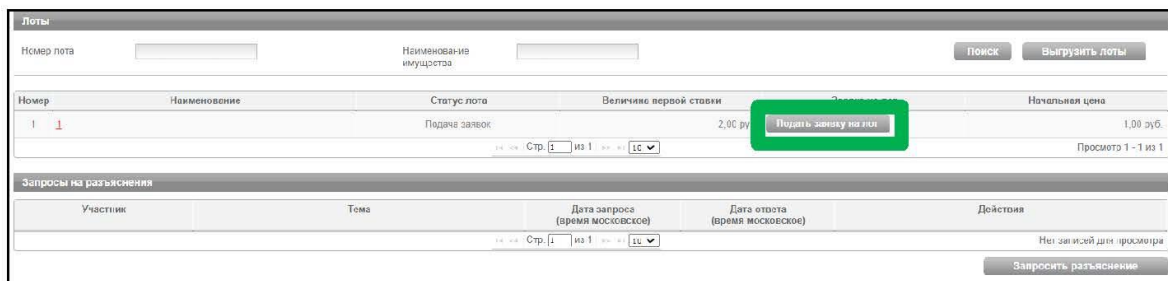 Лоты
Номер лота
Наименование имущества
Поиск
Выгрузить лоты
Номер Наименование Статус лота Величина первой ставки Начальная цена
1 1 Подача заявок 2,00 ру Подать заявку на лот 1,00 руб.
Стр. 1 из 1 10 Просмотр 1 - 1 из 1
Запросы на разъяснения
Участник Тема Дата запроса (время московское) Дата ответа (время московское) Действия
Стр. 1 из 1 10 Нет записей для просмотра
Запросить разъяснение